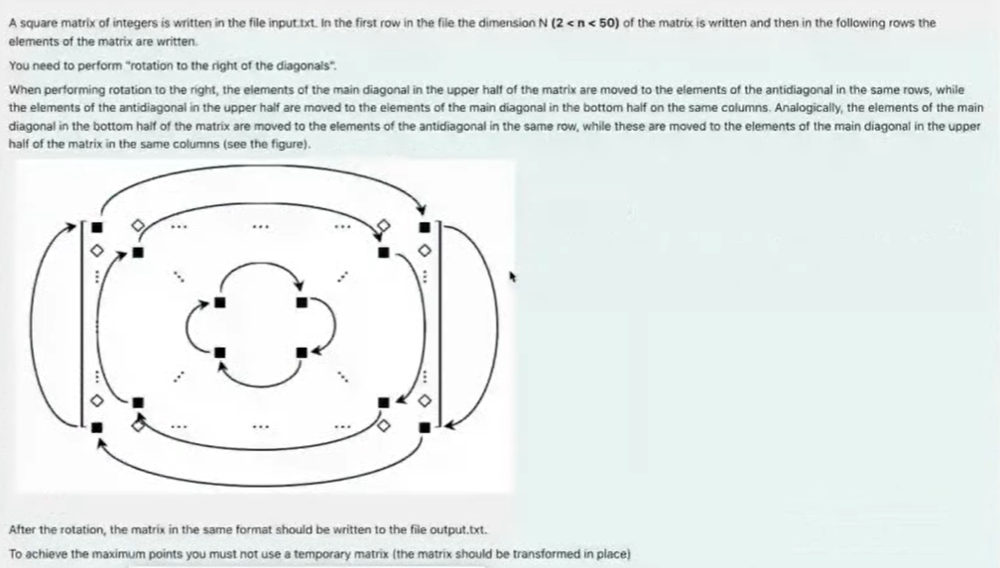 A square matrix of integers is written in the file input.txt. In the first row in the file the dimension N (2 < n < 50) of the matrix is written and then in the following rows the
elements of the matrix are written.
You need to perform "rotation to the right of the diagonals".
When performing rotation to the right, the elements of the main diagonal in the upper half of the matrix are moved to the elements of the antidiagonal in the same rows, while
the elements of the antidiagonal in the upper half are moved to the elements of the main diagonal in the bottom half on the same columns. Analogically, the elements of the main
diagonal in the bottom half of the matrix are moved to the elements of the antidiagonal in the same row, while these are moved to the elements of the main diagonal in the upper
half of the matrix in the same columns (see the figure).
After the rotation, the matrix in the same format should be written to the file output.txt.
To achieve the maximum points you must not use a temporary matrix (the matrix should be transformed in place)